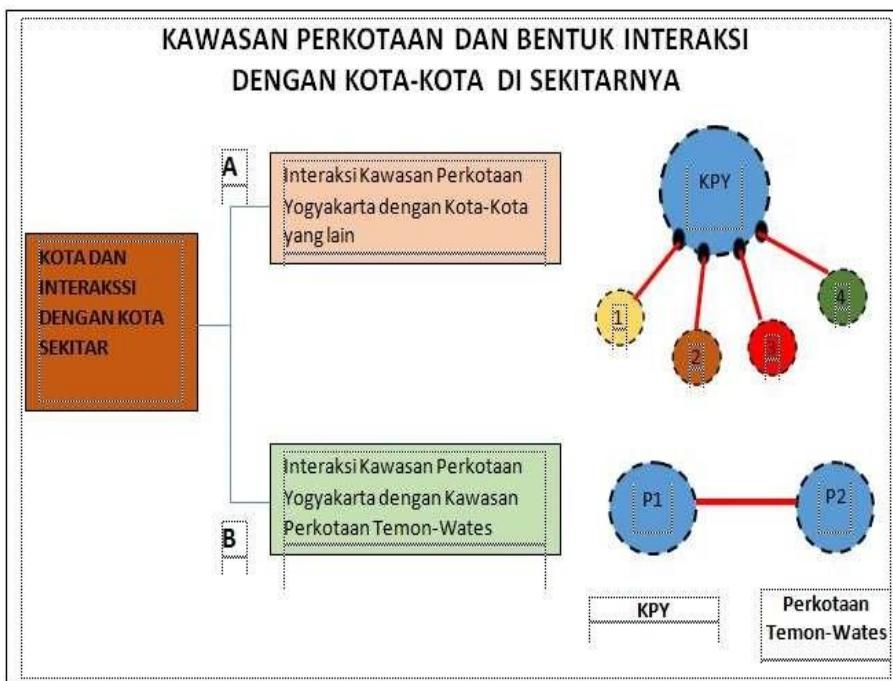 KAWASAN PERKOTAAN DAN BENTUK INTERAKSI
DENGAN KOTA-KOTA DI SEKITARNYA
A
Interaksi Kawasan Perkotaan
Yogyakarta dengan Kota-Kota
yang lain
KPY
KOTA DAN
INTERAKSSI
DENGAN KOTA
SEKITAR
1
2
3
4
Interaksi Kawasan Perkotaan
Yogyakarta dengan Kawasan
Perkotaan Temon-Wates
B
P1
P2
KPY
Perkotaan
Temon-Wates